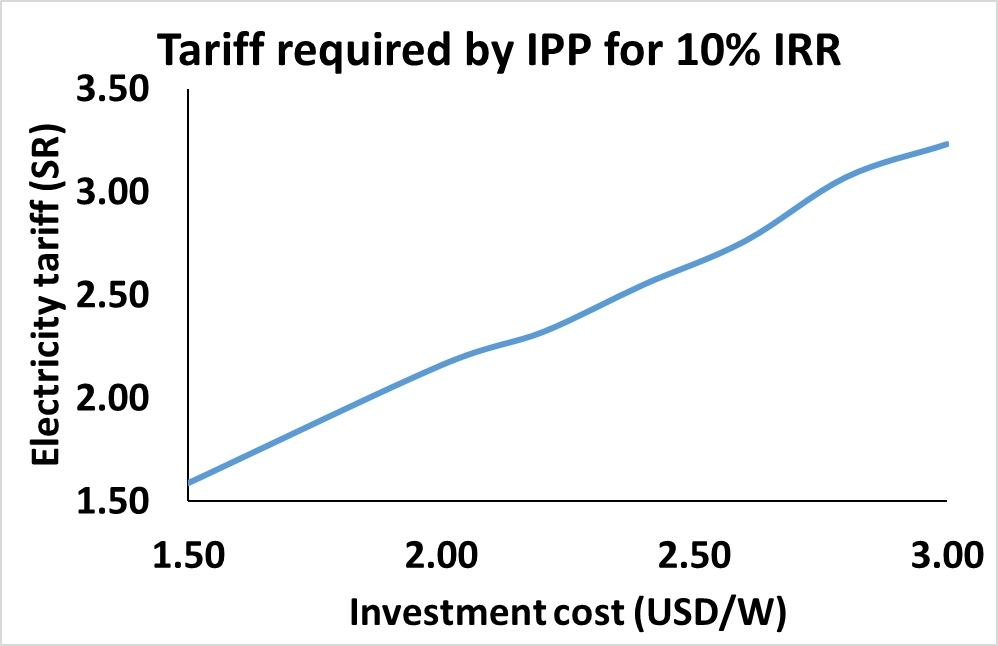 Tariff required by IPP for 10% IRR
3.50
3.00
2.50
2.00
1.50
Electricity tariff (SR)
1.50 2.00 2.50 3.00
Investment cost (USD/W)